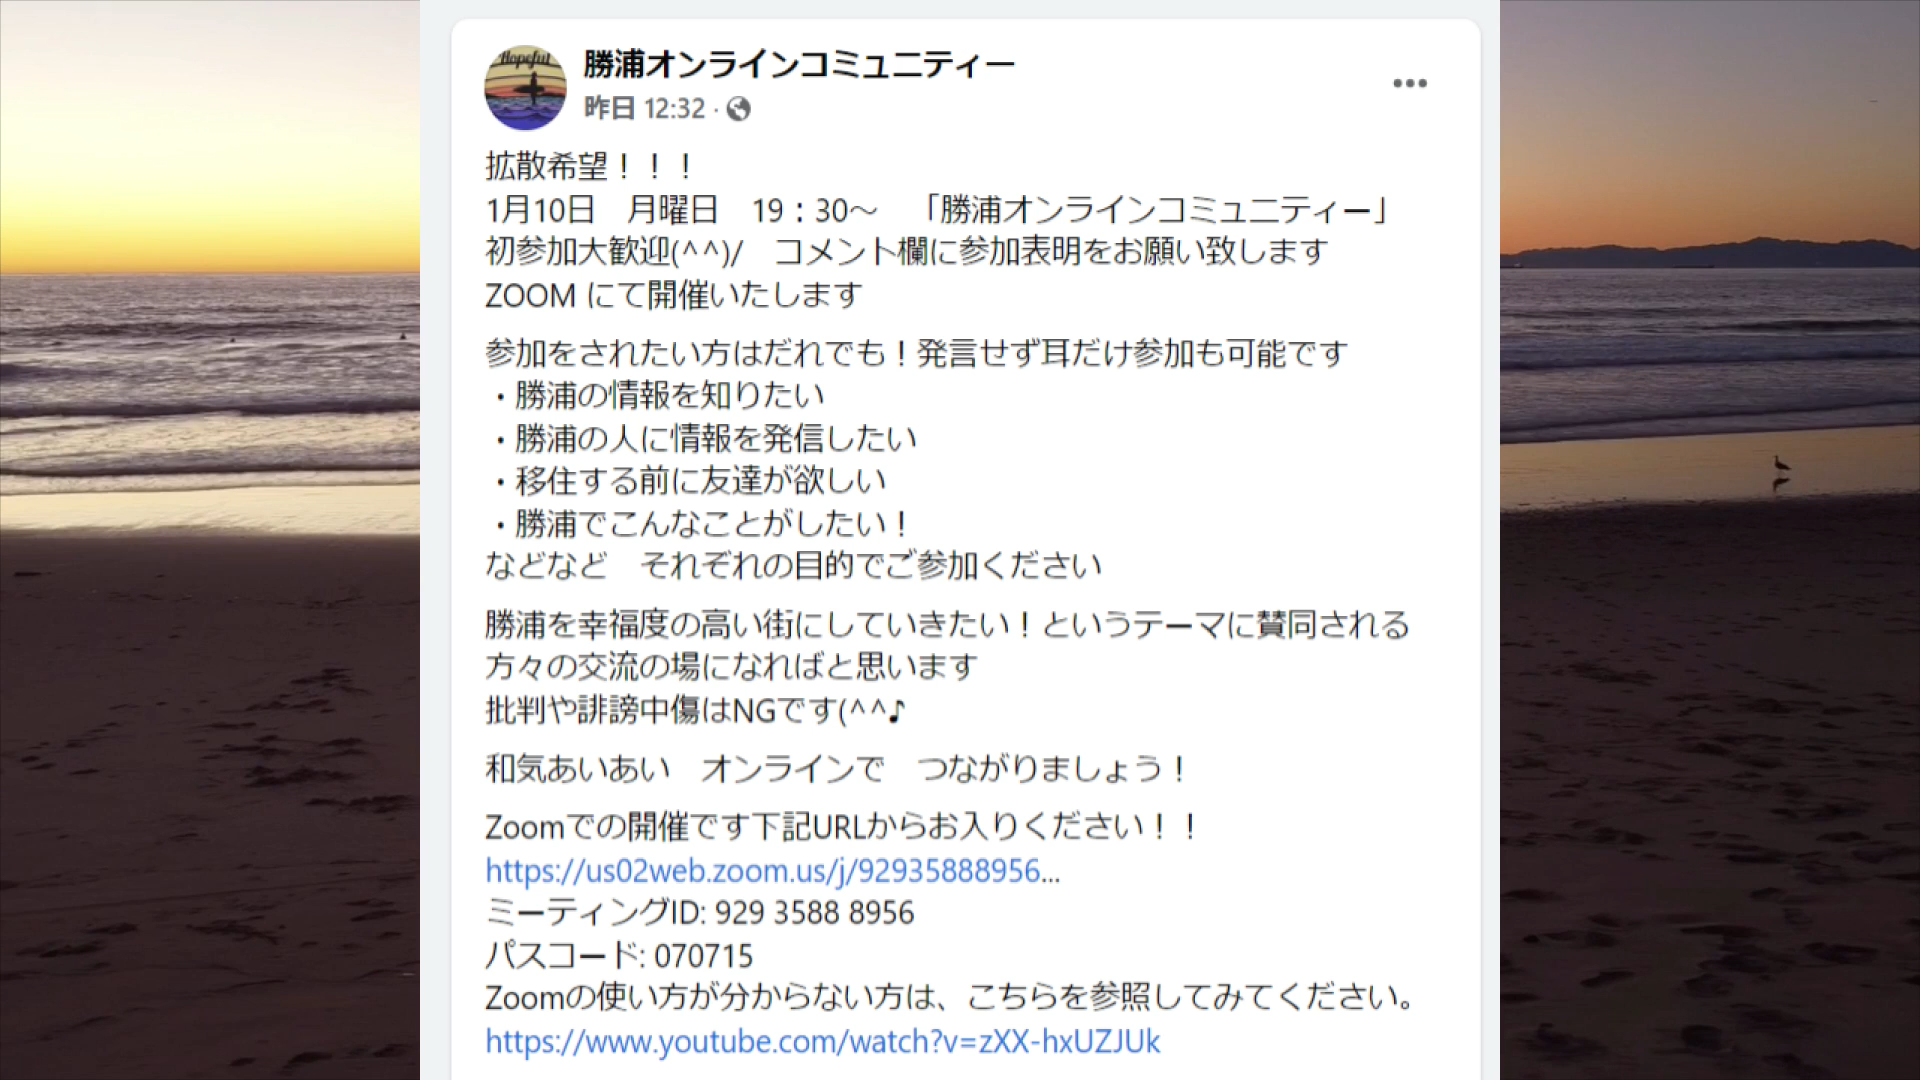 Hopeful
勝浦オンラインコミュニティー
昨日 12:32 ·
拡散希望！！！
1月10日　月曜日　19：30～　「勝浦オンラインコミュニティー」
初参加大歓迎(^^)/　コメント欄に参加表明をお願い致します
ZOOM にて開催いたします
参加をされたい方はだれでも！発言せず耳だけ参加も可能です
・勝浦の情報を知りたい
・勝浦の人に情報を発信したい
・移住する前に友達が欲しい
・勝浦でこんなことがしたい！
などなど　それぞれの目的でご参加ください
勝浦を幸福度の高い街にしていきたい！というテーマに賛同される
方々の交流の場になればと思います
批判や誹謗中傷はNGです(^^♪
和気あいあい　オンラインで　つながりましょう！
Zoomでの開催です下記URLからお入りください！！
https://us02web.zoom.us/j/92935888956...
ミーティングID: 929 3588 8956
パスコード: 070715
Zoomの使い方が分からない方は、こちらを参照してみてください。
https://www.youtube.com/watch?v=zXX-hxUZJUk